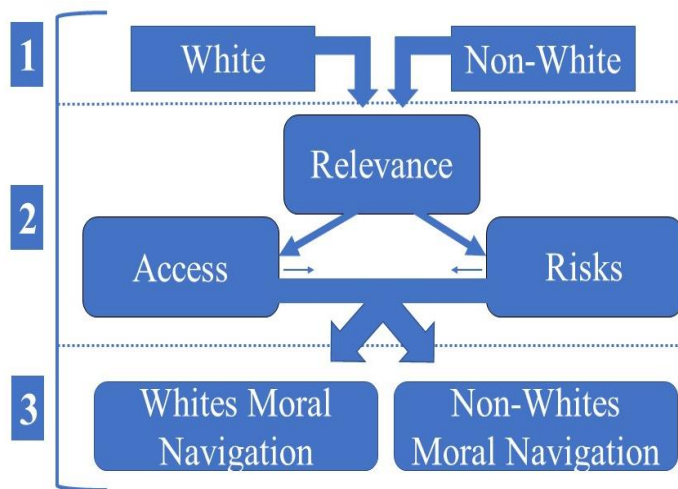 1
White
Non-White
2
Relevance
Access
Risks
3
Whites Moral
Navigation
Non-Whites
Moral Navigation